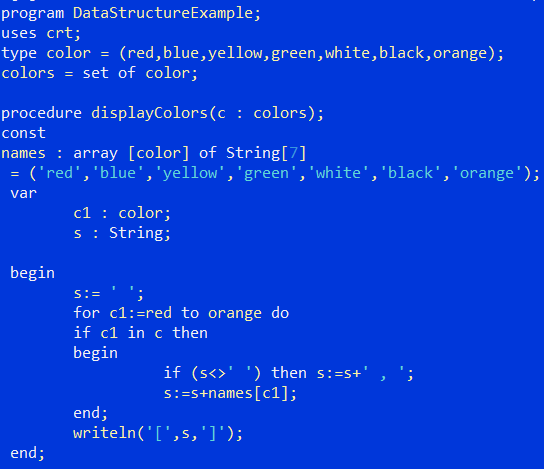 program DataStructureExample;
uses crt;
type color = (red,blue,yellow,green,white,black,orange);
colors = set of color;

procedure displayColors(c : colors);
const
names : array [color] of String[7]
 = ('red','blue','yellow','green','white','black','orange');
 var
        c1 : color;
        s : String;

 begin
        s:= ' ';
        for c1:=red to orange do
        if c1 in c then
        begin
                if (s<>' ') then s:=s+' , ';
                s:=s+names[c1];
        end;
        writeln('[',s,']');
 end;